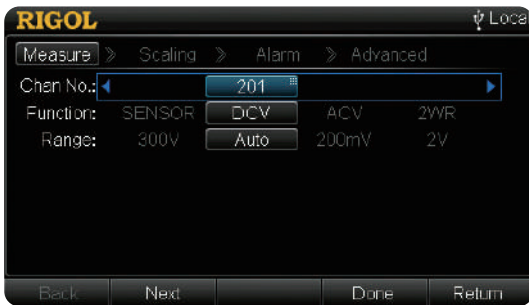 RIGOL Loca
Measure Scaling Alarm Advanced
Chan No.: 201
Function: SENSOR DCV ACV 2WR
Range: 300V Auto 200mV 2V
Back Next Done Return